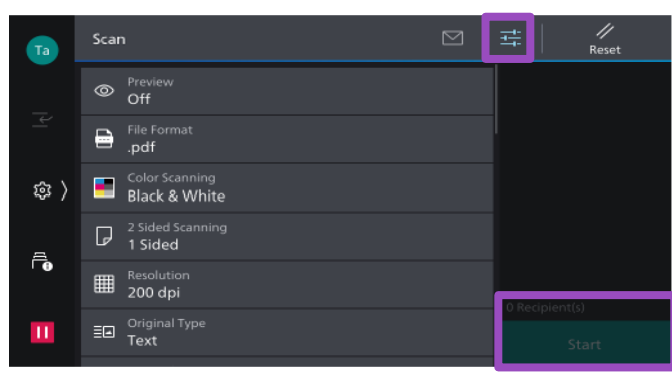 Ta
Scan
Reset
Preview
Off
File Format
.pdf
Color Scanning
Black & White
2 Sided Scanning
1 Sided
Resolution
200 dpi
Original Type
Text
0 Recipient(s)
Start